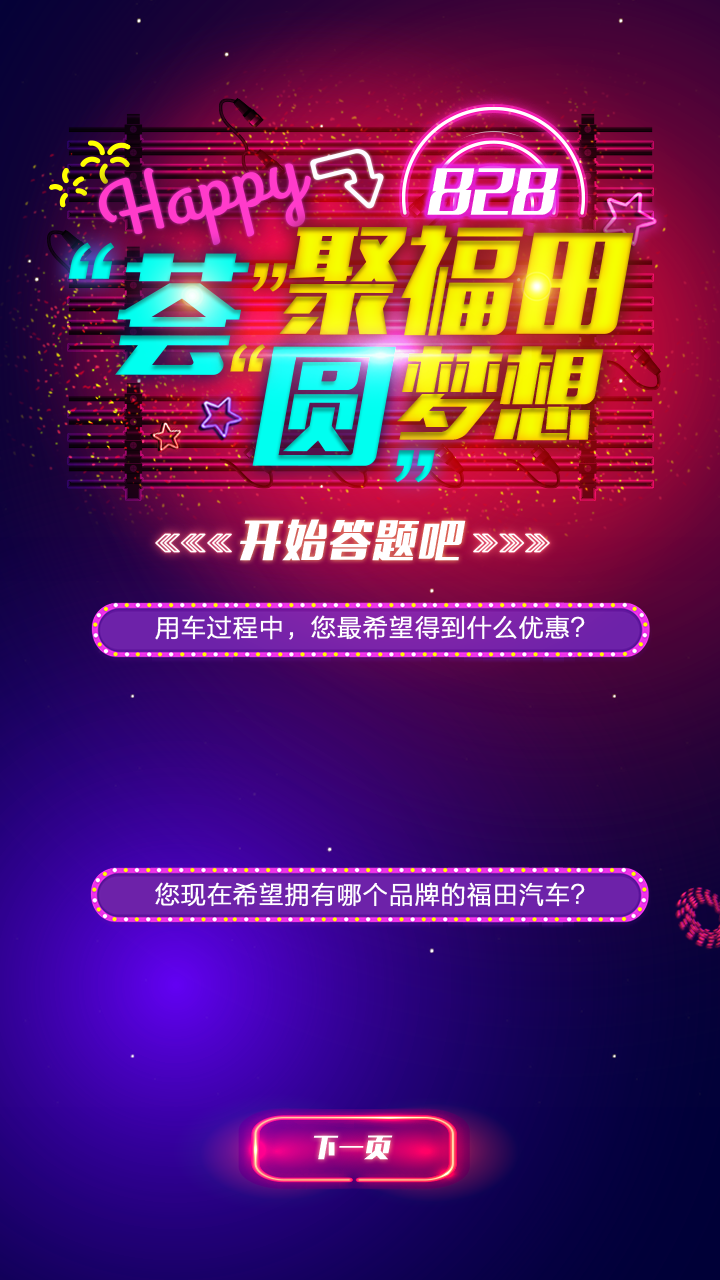 Happy 828
“荟”聚福田
“圆”梦想
开始答题吧
用车过程中，您最希望得到什么优惠？
您现在希望拥有哪个品牌的福田汽车？
下一页